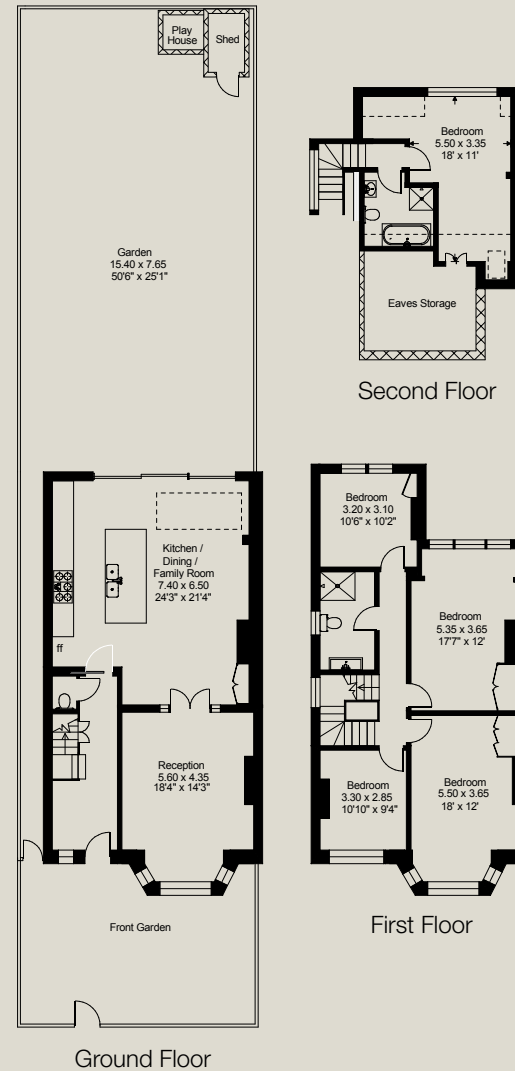 Play
House
Shed
Garden
15.40 x 7.65
50'6" x 25'1"
Kitchen /
Dining /
Family Room
7.40 x 6.50
24'3" x 21'4"
ff
Reception
5.60 x 4.35
18'4" x 14'3"
Front Garden
Ground Floor
Bedroom
5.50 x 3.35
18' x 11'
Eaves Storage
Second Floor
Bedroom
3.20 x 3.10
10'6" x 10'2"
Bedroom
5.35 x 3.65
17'7" x 12'
Bedroom
3.30 x 2.85
10'10" x 9'4"
Bedroom
5.50 x 3.65
18' x 12'
First Floor